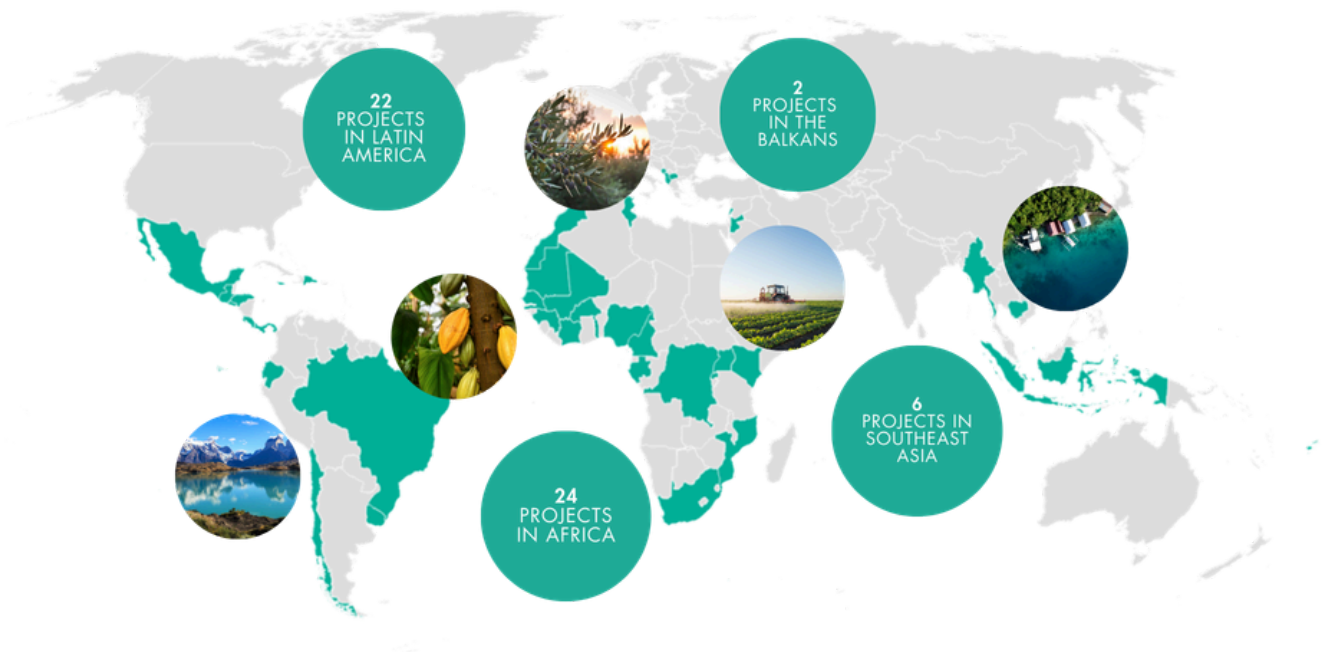 22
PROJECTS
IN LATIN
AMERICA
2
PROJECTS
IN THE
BALKANS
6
PROJECTS IN
SOUTHEAST
ASIA
24
PROJECTS
IN AFRICA